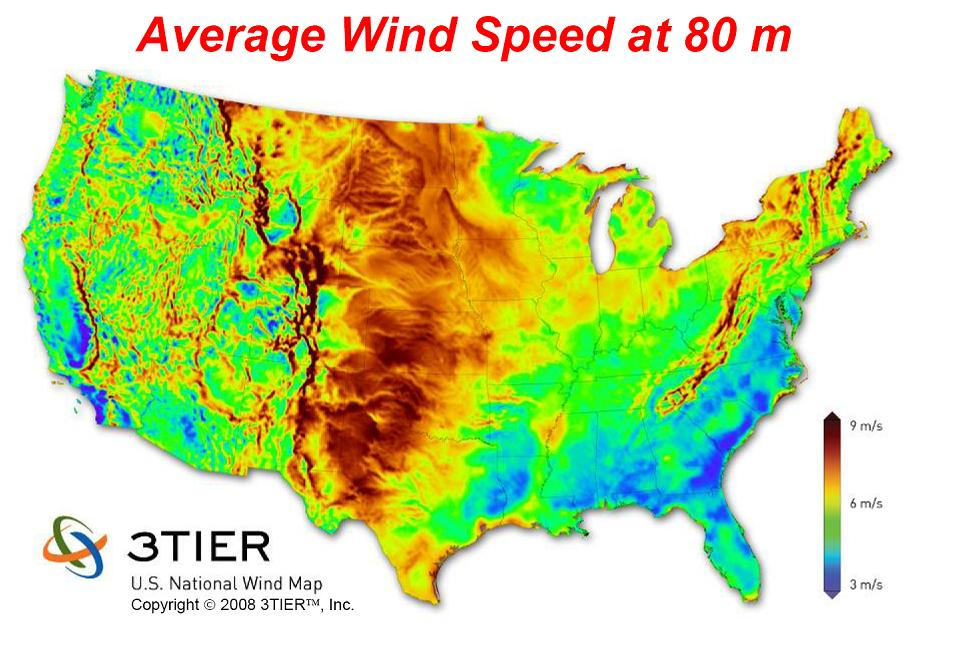 Average Wind Speed at 80 m
9 m/s
6 m/s
3 m/s
3TIER
U.S. National Wind Map
Copyright © 2008 3TIER™, Inc.